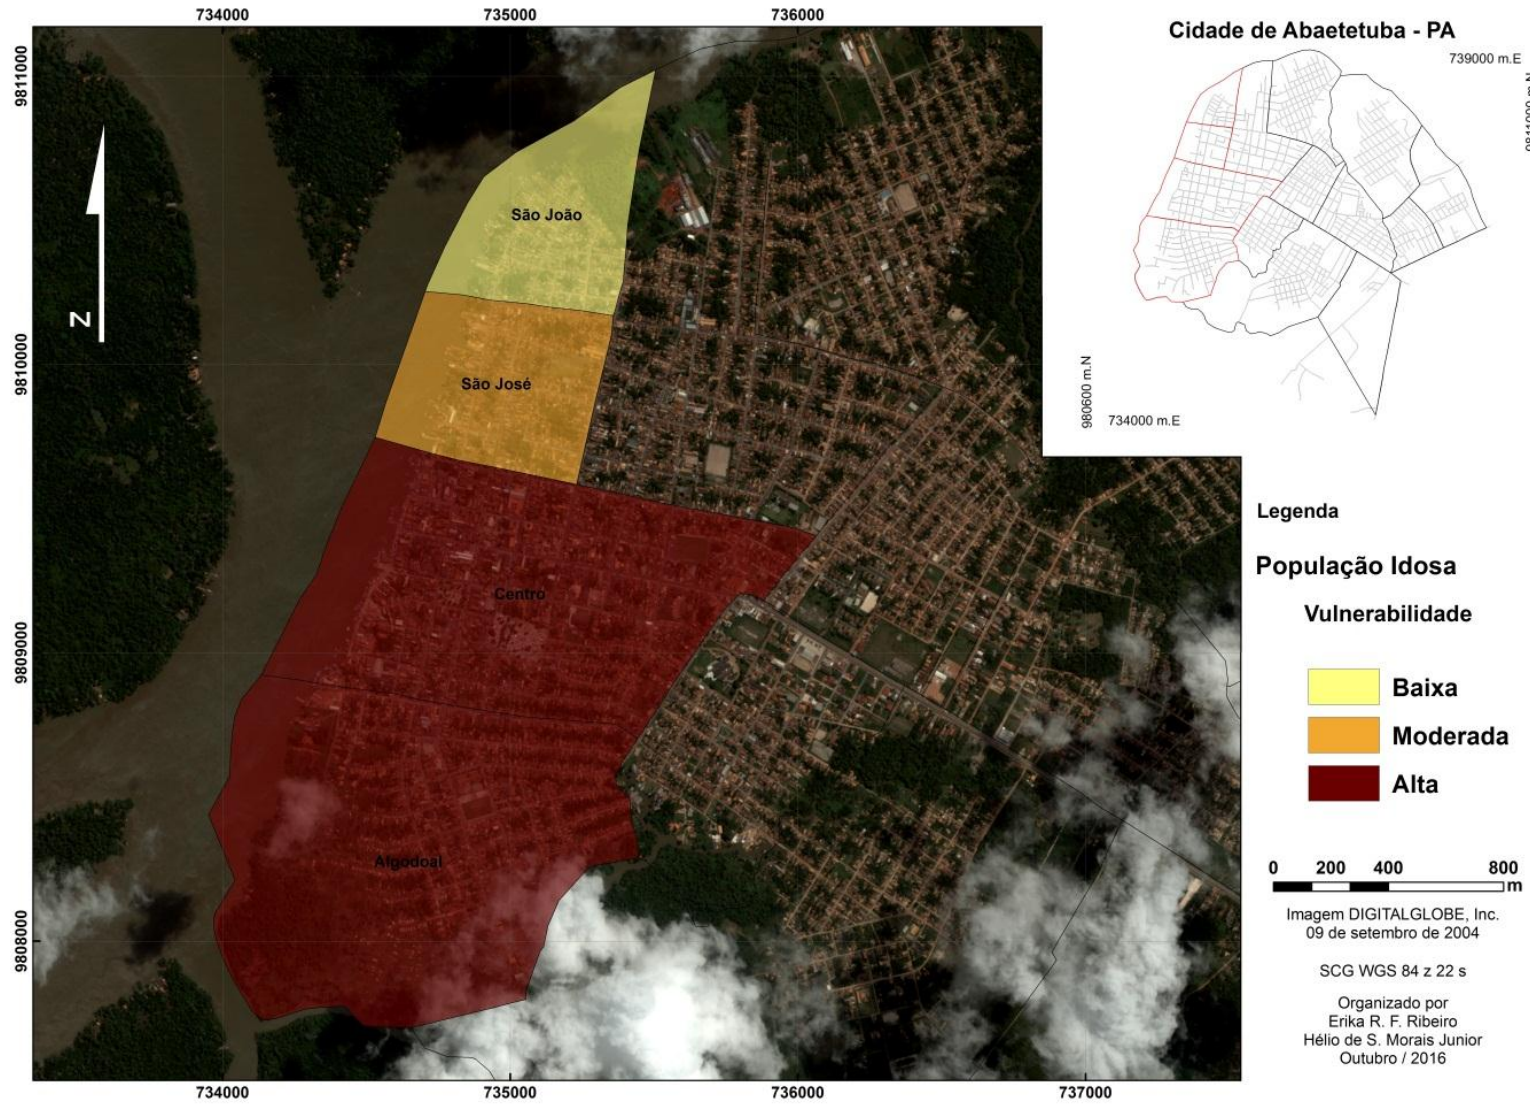 734000
735000
736000
9811000
9810000
9809000
9808000
N
São João
São José
Centro
Algodoal
734000
735000
736000
737000
Cidade de Abaetetuba - PA
739000 m.E
9811000 m.N
980600 m.N
734000 m.E
Legenda
População Idosa
Vulnerabilidade
Baixa
Moderada
Alta
0 200 400 800
m
Imagem DIGITALGLOBE, Inc.
09 de setembro de 2004
SCG WGS 84 z 22 s
Organizado por
Erika R. F. Ribeiro
Hélio de S. Morais Junior
Outubro / 2016